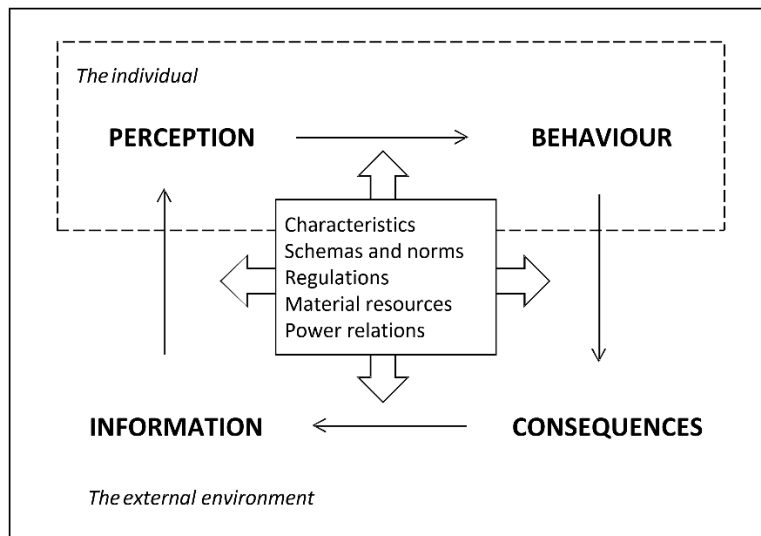 The individual
PERCEPTION
BEHAVIOUR
Characteristics
Schemas and norms
Regulations
Material resources
Power relations
INFORMATION
CONSEQUENCES
The external environment